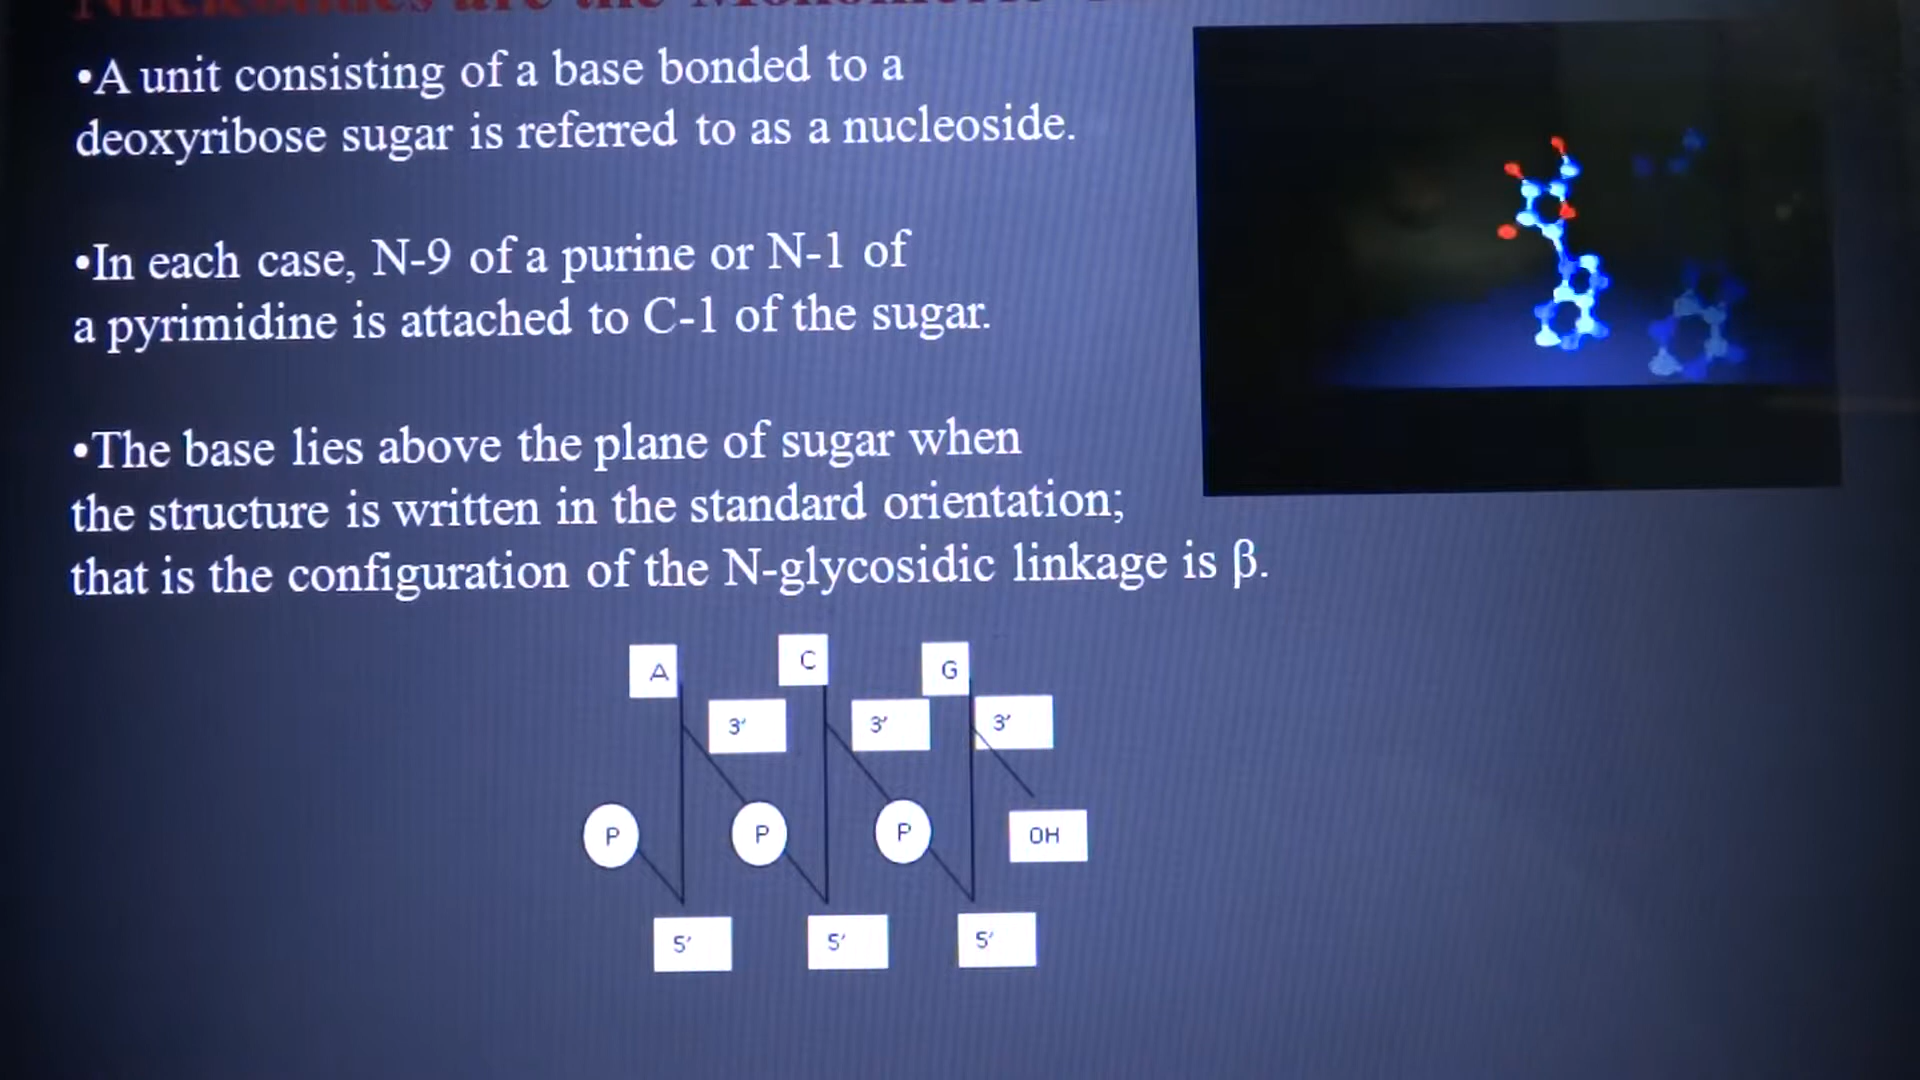 are the
•A unit consisting of a base bonded to a
deoxyribose sugar is referred to as a nucleoside.
•In each case, N-9 of a purine or N-1 of
a pyrimidine is attached to C-1 of the sugar.
•The base lies above the plane of sugar when
the structure is written in the standard orientation;
that is the configuration of the N-glycosidic linkage is β.
A C G
3′ 3′ 3′
P P P OH
5′ 5′ 5′